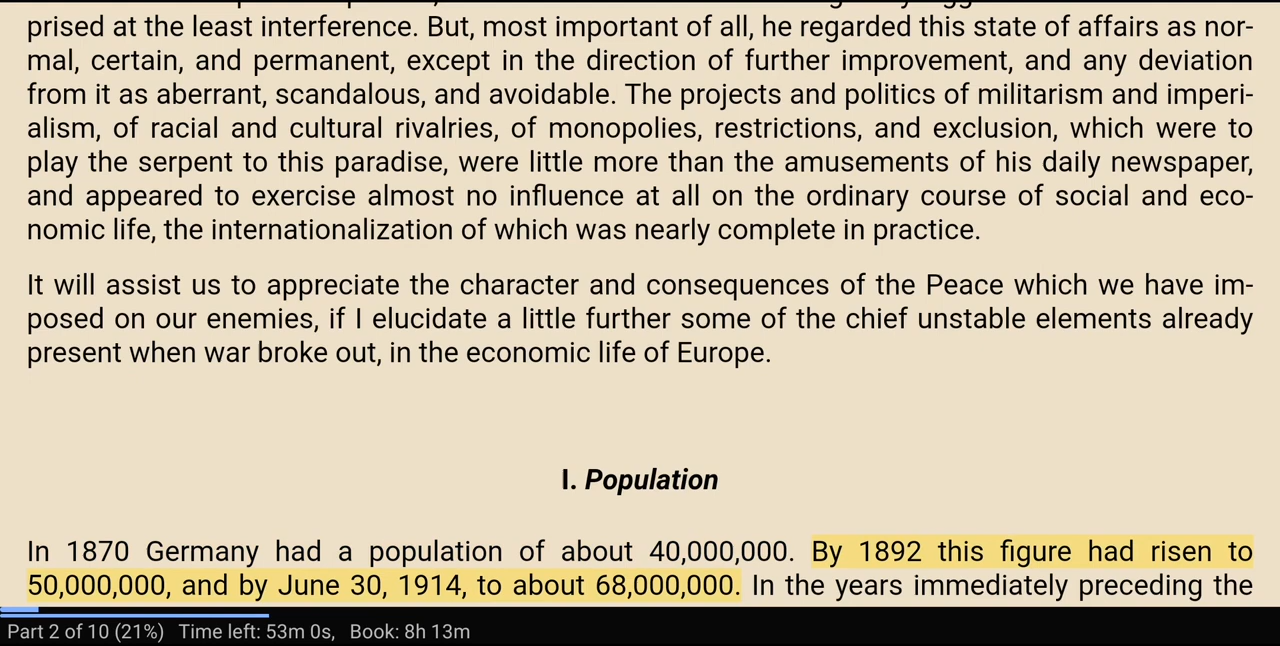 prised at the least interference. But, most important of all, he regarded this state of affairs as nor-
mal, certain, and permanent, except in the direction of further improvement, and any deviation
from it as aberrant, scandalous, and avoidable. The projects and politics of militarism and imperi-
alism, of racial and cultural rivalries, of monopolies, restrictions, and exclusion, which were to
play the serpent to this paradise, were little more than the amusements of his daily newspaper,
and appeared to exercise almost no influence at all on the ordinary course of social and eco-
nomic life, the internationalization of which was nearly complete in practice.
It will assist us to appreciate the character and consequences of the Peace which we have im-
posed on our enemies, if I elucidate a little further some of the chief unstable elements already
present when war broke out, in the economic life of Europe.
I. Population
In 1870 Germany had a population of about 40,000,000. By 1892 this figure had risen to
50,000,000, and by June 30, 1914, to about 68,000,000. In the years immediately preceding the
Part 2 of 10 (21%) Time left: 53m 0s, Book: 8h 13m